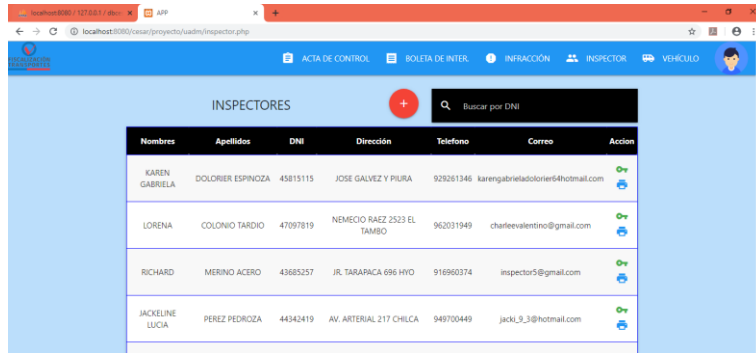 localhost:8080 / 127.0.0.1 / dbcon
APP
localhost:8080/cesar/proyecto/uadm/inspector.php
FISCALIZACIÓN
TRANSPORTES
ACTA DE CONTROL
BOLETA DE INTER.
INFRACCIÓN
INSPECTOR
VEHÍCULO
INSPECTORES
+
Buscar por DNI
Nombres Apellidos DNI Dirección Telefono Correo Accion
KAREN GABRIELA DOLORIER ESPINOZA 45815115 JOSE GALVEZ Y PIURA 929261346 karengabrieladolorier64hotmail.com
LORENA COLONIO TARDIO 47097819 NEMECIO RAEZ 2523 EL TAMBO 962031949 charleevalentino@gmail.com
RICHARD MERINO ACERO 43685257 JR. TARAPACA 696 HYO 916960374 inspector5@gmail.com
JACKELINE LUCIA PEREZ PEDROZA 44342419 AV. ARTERIAL 217 CHILCA 949700449 jacki_9_3@hotmail.com